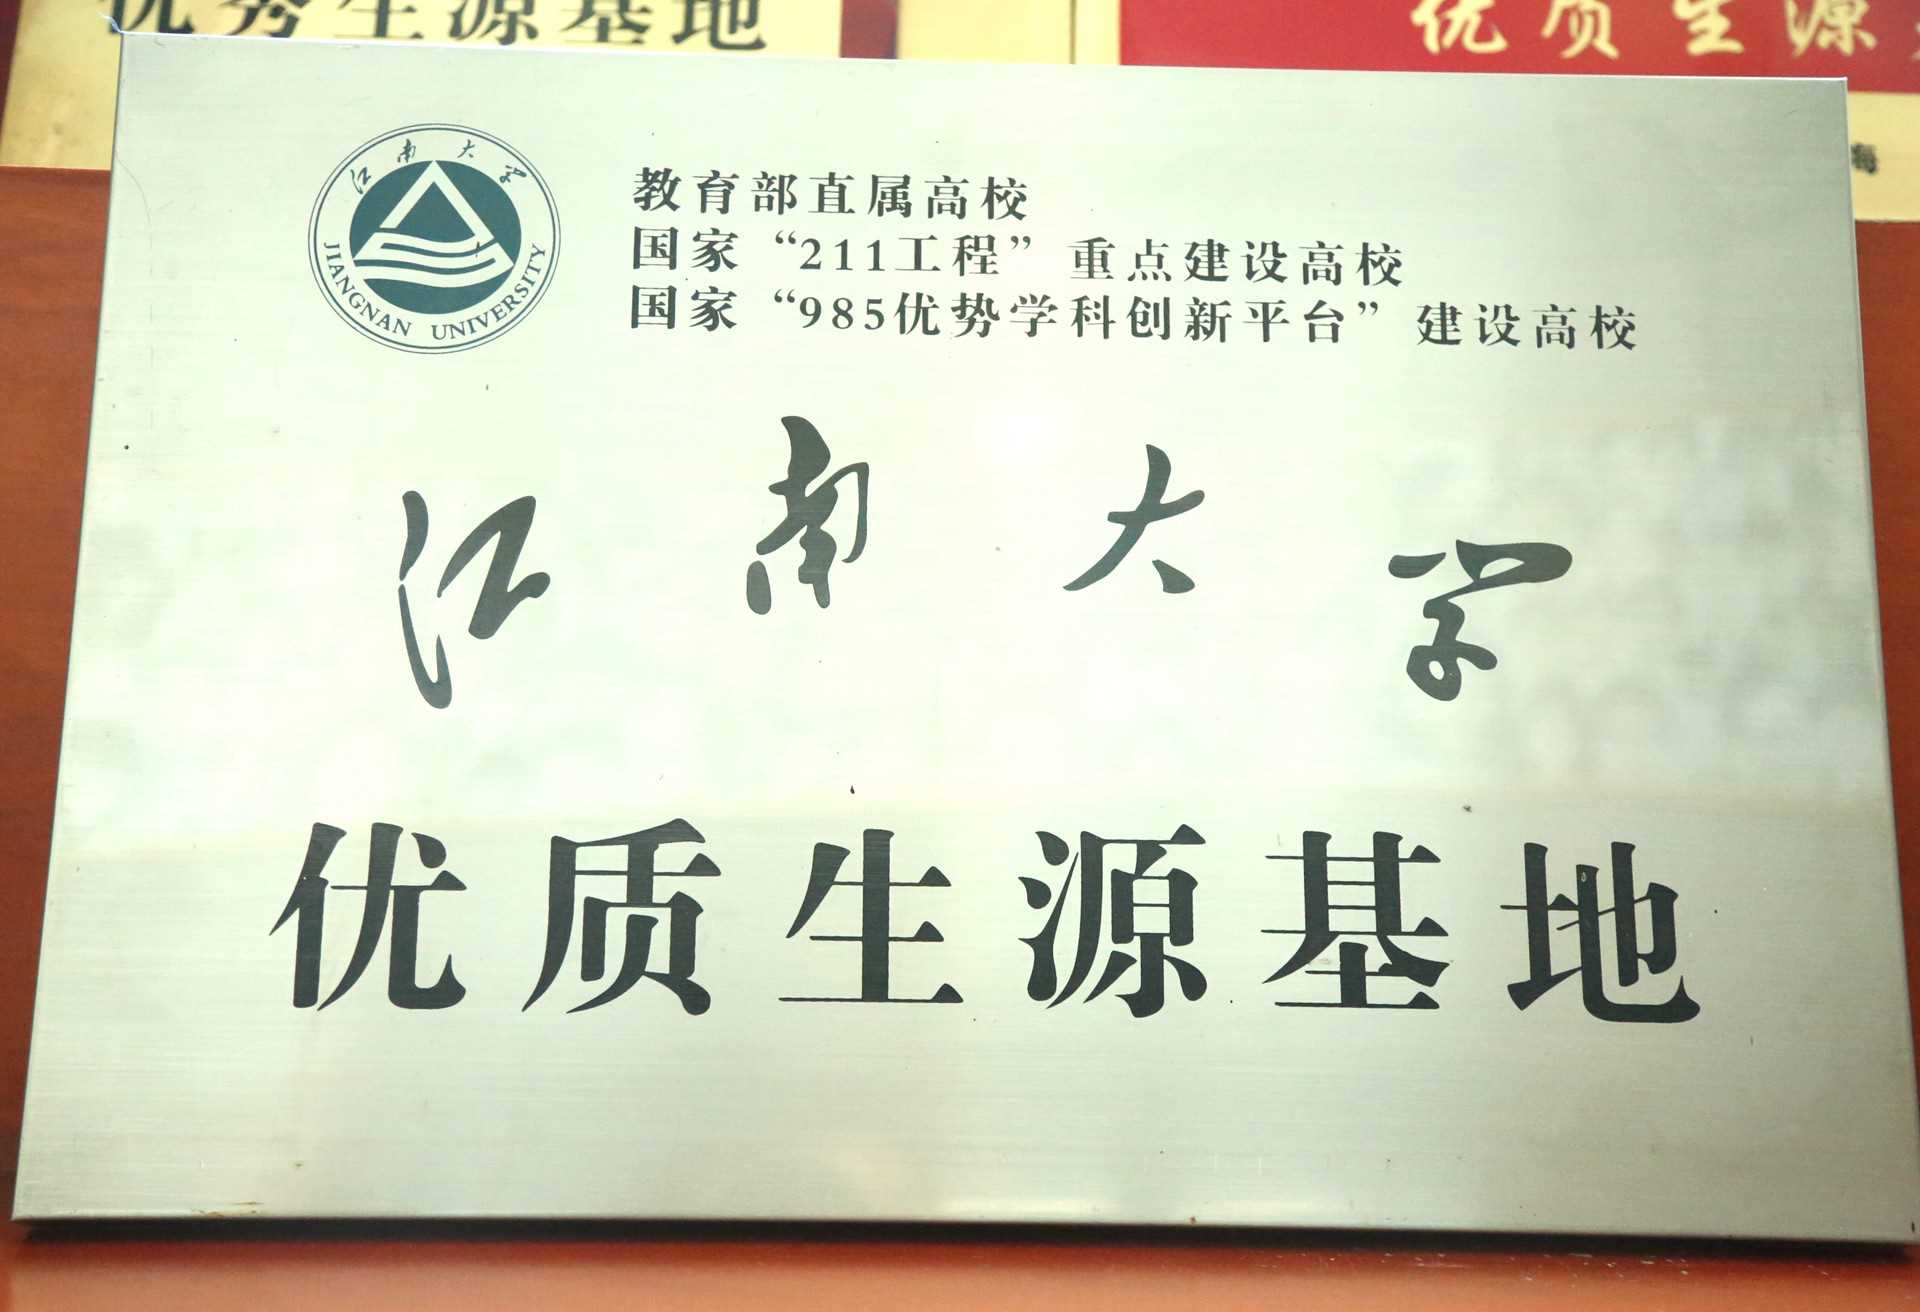 优秀生源基地
优质生源
海
江南大学
JIANGNAN UNIVERSITY
教育部直属高校
国家“211工程”重点建设高校
国家“985优势学科创新平台”建设高校
江南大学
优质生源基地